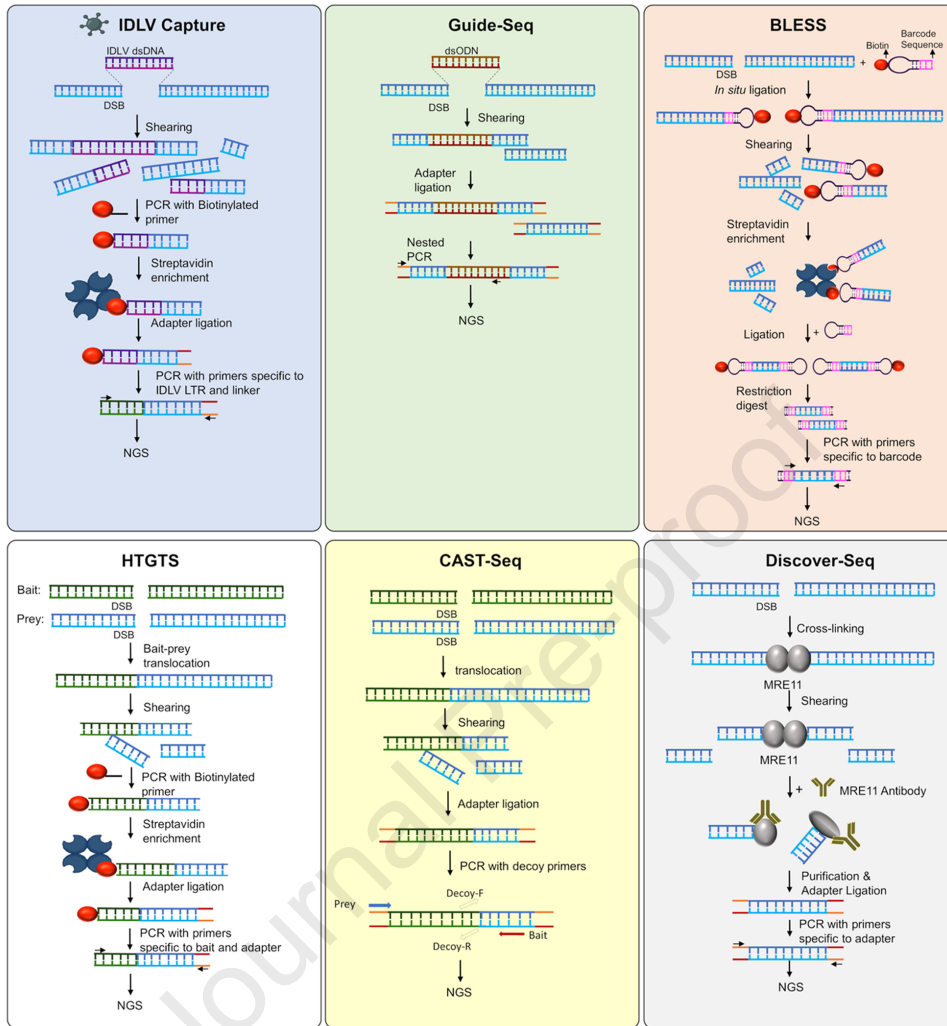 IDLV Capture
IDLV dsDNA
DSB
Shearing
PCR with Biotinylated
primer
Streptavidin
enrichment
Adapter ligation
PCR with primers specific to
IDLV LTR and linker
NGS
Guide-Seq
dsODN
DSB
Shearing
Adapter
ligation
Nested
PCR
NGS
BLESS
Biotin
Barcode
Sequence
+
DSB
In situ ligation
Shearing
Streptavidin
enrichment
Ligation
+
Restriction
digest
PCR with primers
specific to barcode
NGS
HTGTS
Bait:
DSB
Prey:
DSB
Bait-prey
translocation
Shearing
PCR with Biotinylated
primer
Streptavidin
enrichment
Adapter ligation
PCR with primers
specific to bait and adapter
NGS
CAST-Seq
DSB
DSB
translocation
Shearing
Adapter ligation
PCR with decoy primers
Decoy-F
Prey
Bait
Decoy-R
NGS
Discover-Seq
DSB
Cross-linking
MRE11
Shearing
MRE11
+ MRE11 Antibody
Purification &
Adapter Ligation
PCR with primers
specific to adapter
NGS
Journal Pre-proof